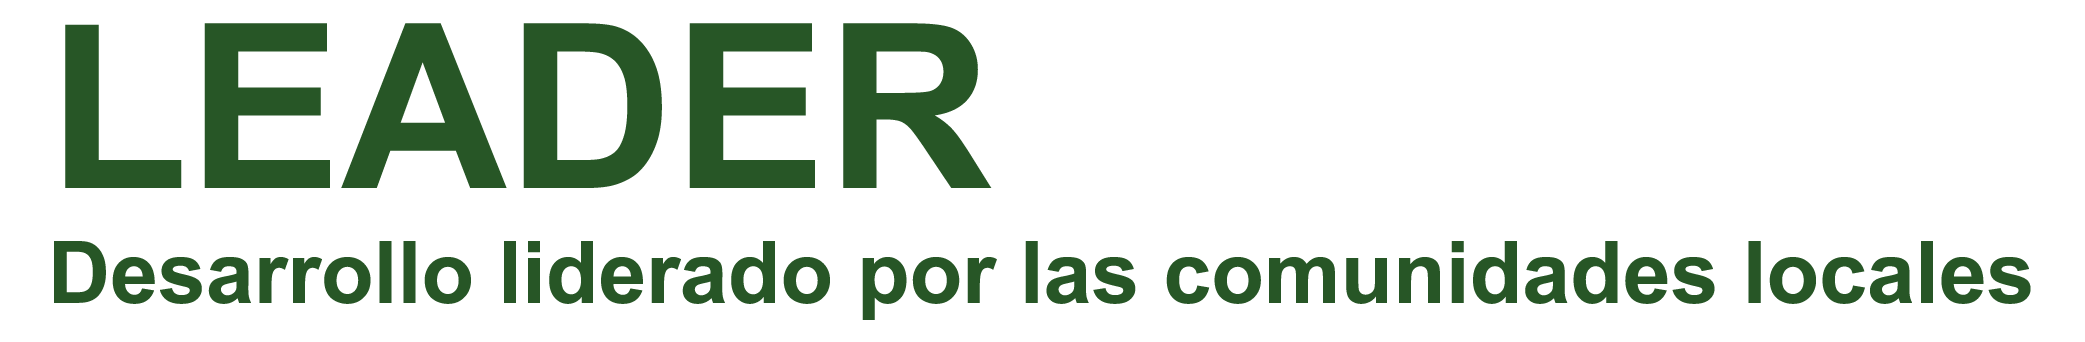 LEADER
Desarrollo liderado por las comunidades locales